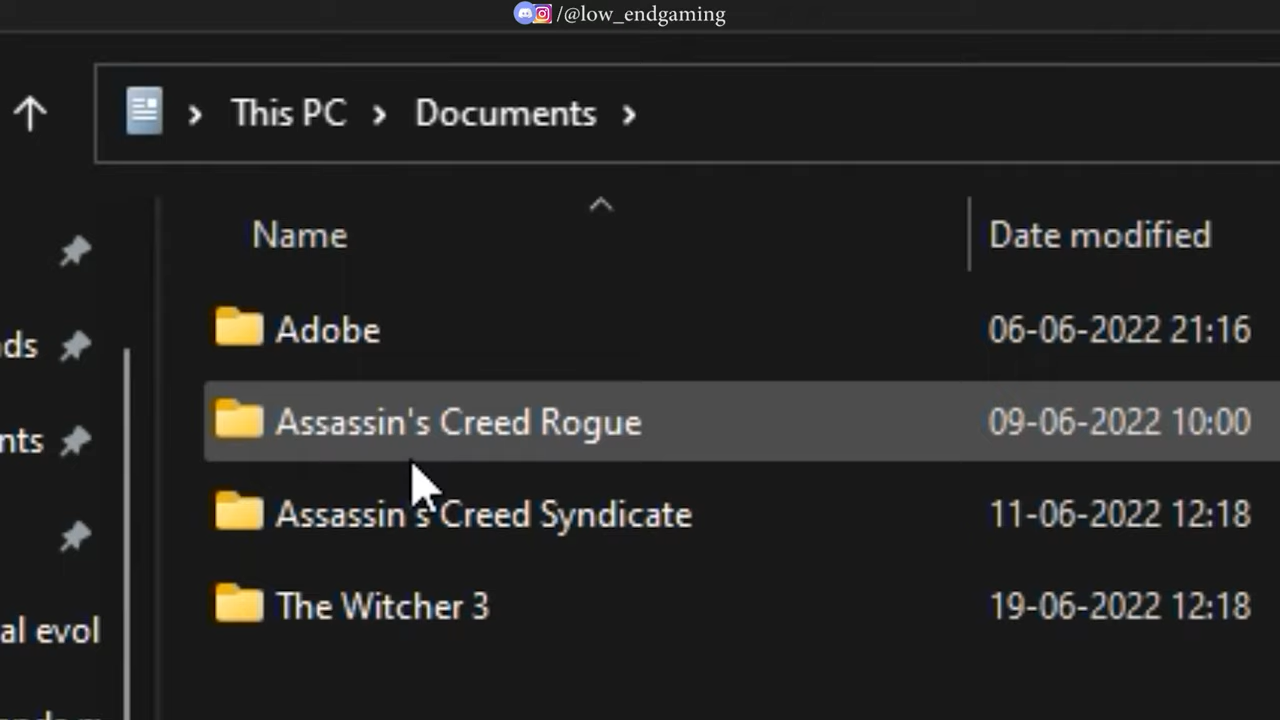 /@low_endgaming
This PC Documents
Name Date modified
Adobe 06-06-2022 21:16
Assassin's Creed Rogue 09-06-2022 10:00
Assassin's Creed Syndicate 11-06-2022 12:18
The Witcher 3 19-06-2022 12:18
ds
nts
al evol